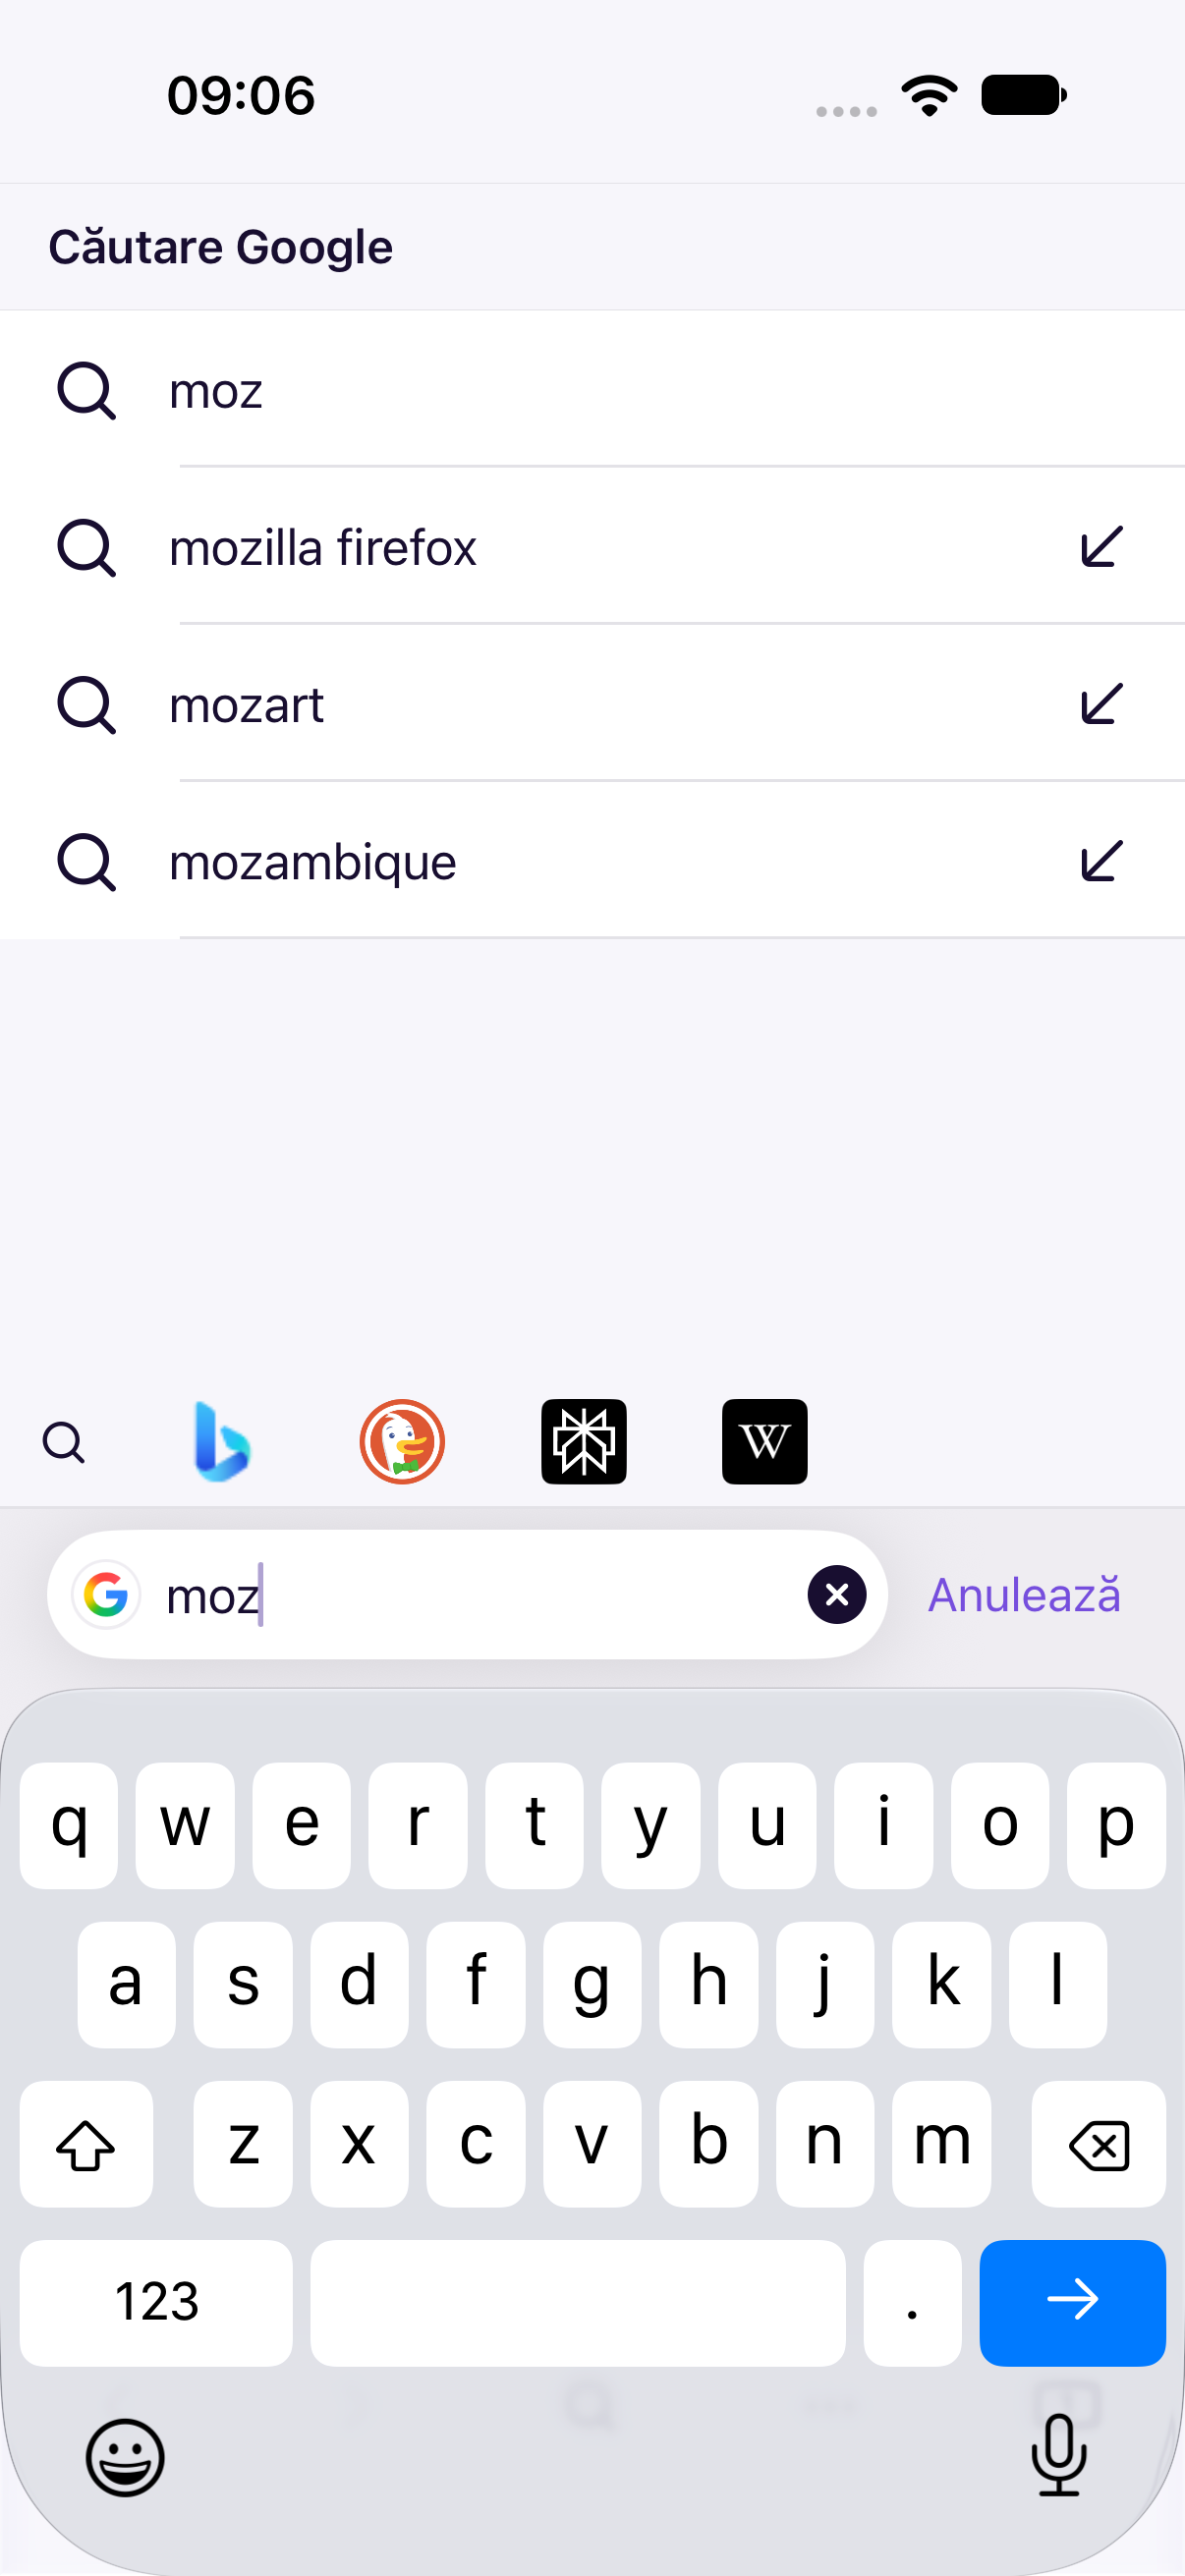 09:06
Căutare Google
moz
mozilla firefox
mozart
mozambique
W
moz
Anulează
q w e r t y u i o p
a s d f g h j k l
z x c v b n m
123 .